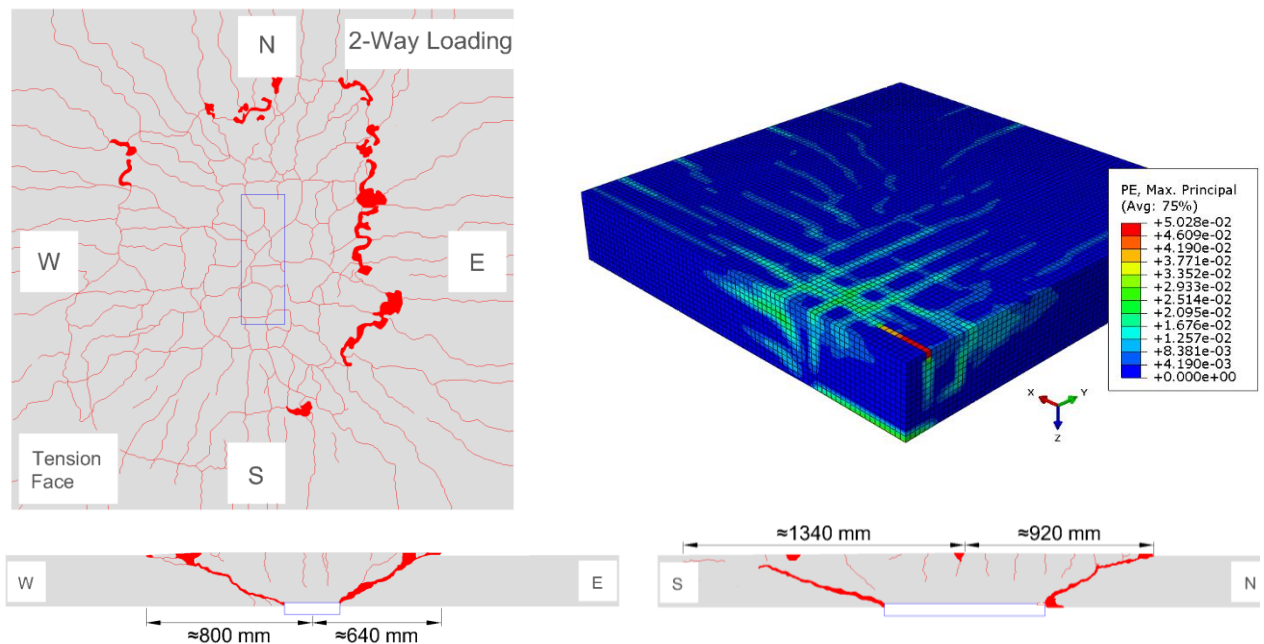 N
2-Way Loading
W
E
Tension
Face
S
PE, Max. Principal
(Avg: 75%)
+5.028e-02
+4.609e-02
+4.190e-02
+3.771e-02
+3.352e-02
+2.933e-02
+2.514e-02
+2.095e-02
+1.676e-02
+1.257e-02
+8.381e-03
+4.190e-03
+0.000e+00
X
Y
Z
W
E
≈800 mm
≈640 mm
≈1340 mm
≈920 mm
S
N